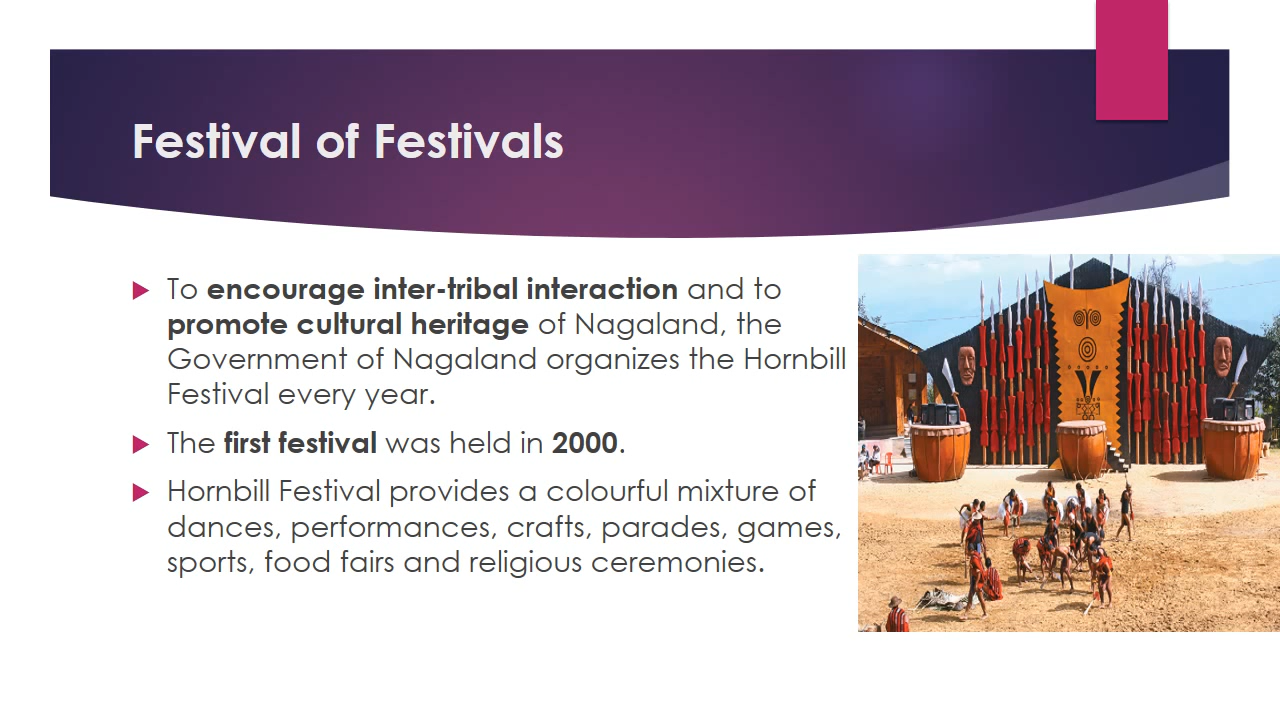 Festival of Festivals
To encourage inter-tribal interaction and to
promote cultural heritage of Nagaland, the
Government of Nagaland organizes the Hornbill
Festival every year.
The first festival was held in 2000.
Hornbill Festival provides a colourful mixture of
dances, performances, crafts, parades, games,
sports, food fairs and religious ceremonies.